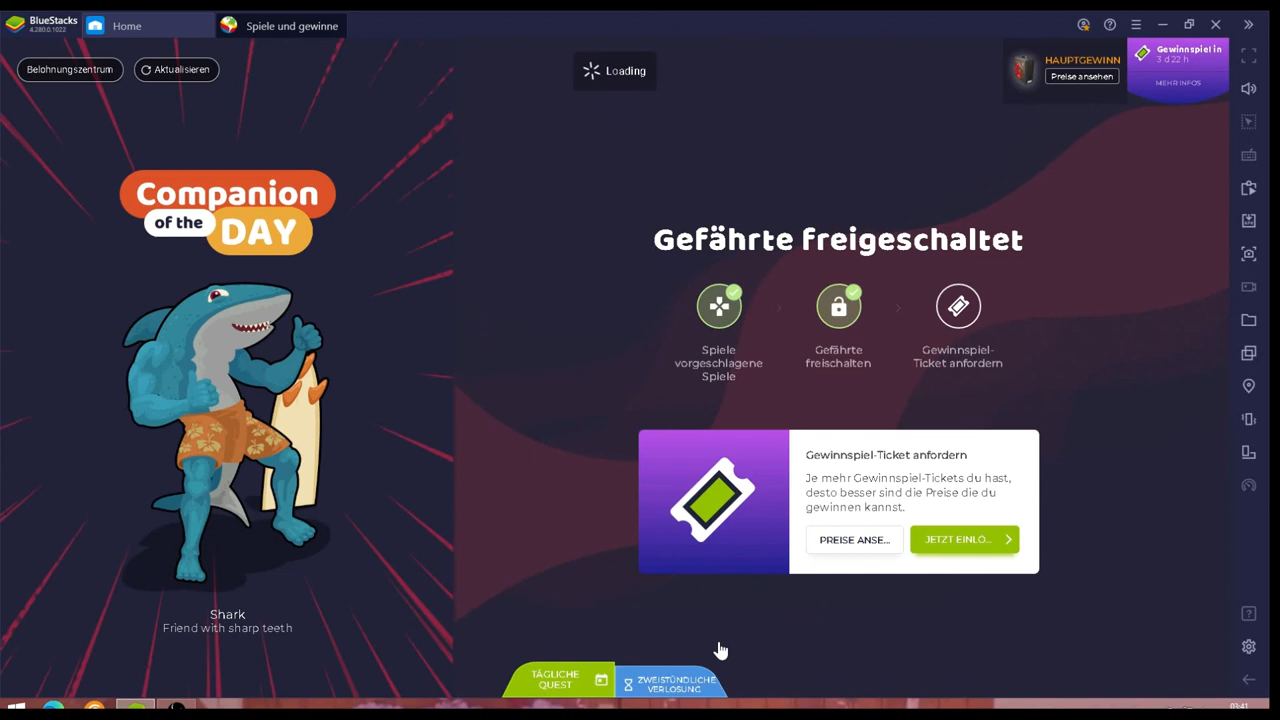 BlueStacks
4.280.0.1022
Home
Spiele und gewinne
Belohnungszentrum
Aktualisieren
Loading
HAUPTGEWINN
Preise ansehen
Gewinnspiel in
3 d 22 h
MEHR INFOS
Companion
of the
DAY
Gefährte freigeschaltet
Spiele
vorgeschlagene
Spiele
Gefährte
freischalten
Gewinnspiel-
Ticket anfordern
Gewinnspiel-Ticket anfordern
Je mehr Gewinnspiel-Tickets du hast,
desto besser sind die Preise die du
gewinnen kannst.
PREISE ANSE...
JETZT EINLÖ...
Shark
Friend with sharp teeth
TÄGLICHE
QUEST
ZWEISTÜNDLICHE
VERLOSUNG
03:41